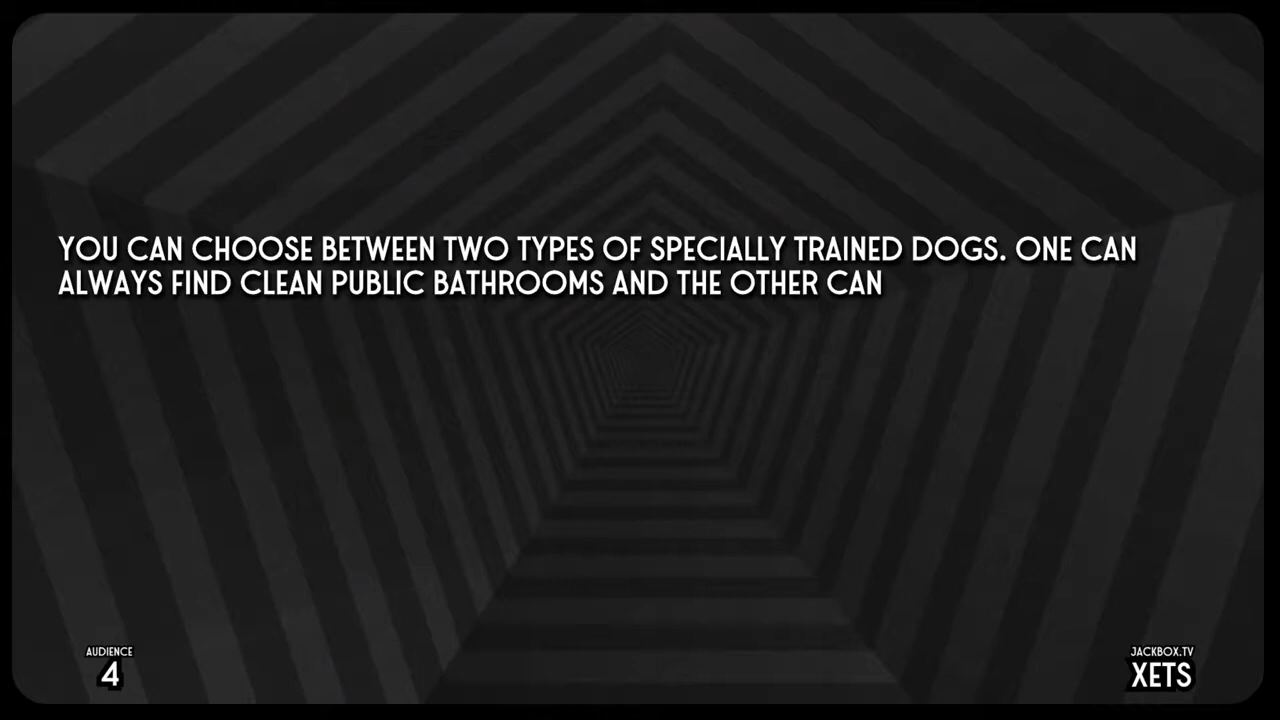 YOU CAN CHOOSE BETWEEN TWO TYPES OF SPECIALLY TRAINED DOGS. ONE CAN
ALWAYS FIND CLEAN PUBLIC BATHROOMS AND THE OTHER CAN
AUDIENCE
4
JACKBOX.TV
XETS